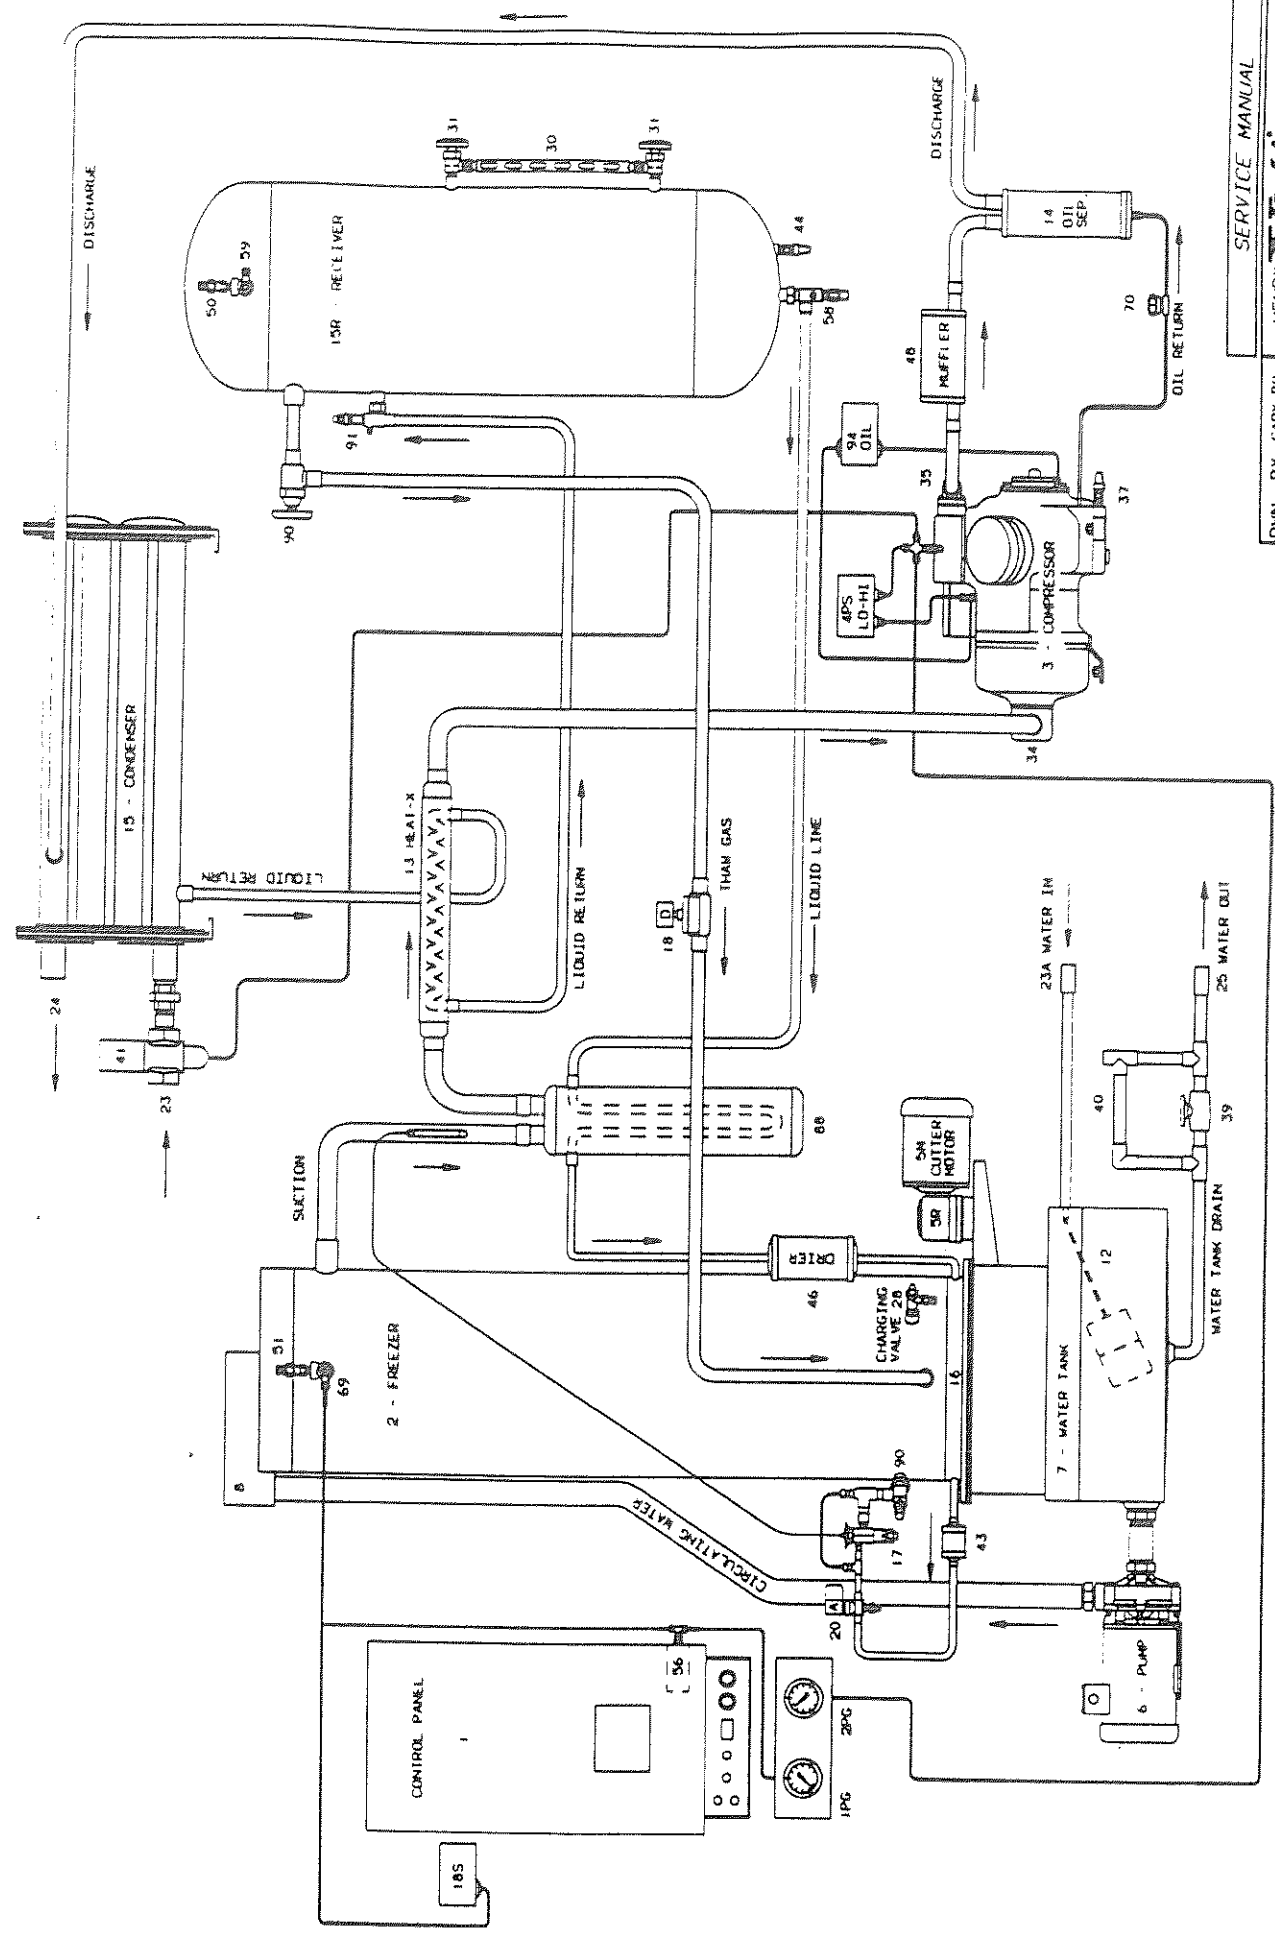 DISCHARGE
24
41
23
15 - CONDENSER
LIQUID RETURN
50
59
15R - RECEIVER
31
30
31
44
58
91
90
DISCHARGE
14
OIL
SEP.
48
MUFFLER
70
OIL RETURN
94
OIL
35
37
4PS
LO-HI
3 - COMPRESSOR
34
13 HEAT-X
LIQUID RETURN
18
D
THAW GAS
LIQUID LINE
SUCTION
88
8
51
69
2 - FREEZER
46
DRIER
CHARGING
VALVE 28
16
5M
CUTTER
MOTOR
5R
23A WATER IN
25 WATER OUT
40
39
WATER TANK DRAIN
7 - WATER TANK
12
CIRCULATING WATER
A
20
17
90
43
6 - PUMP
CONTROL PANEL
1
56
1PG
2PG
18S
SERVICE MANUAL